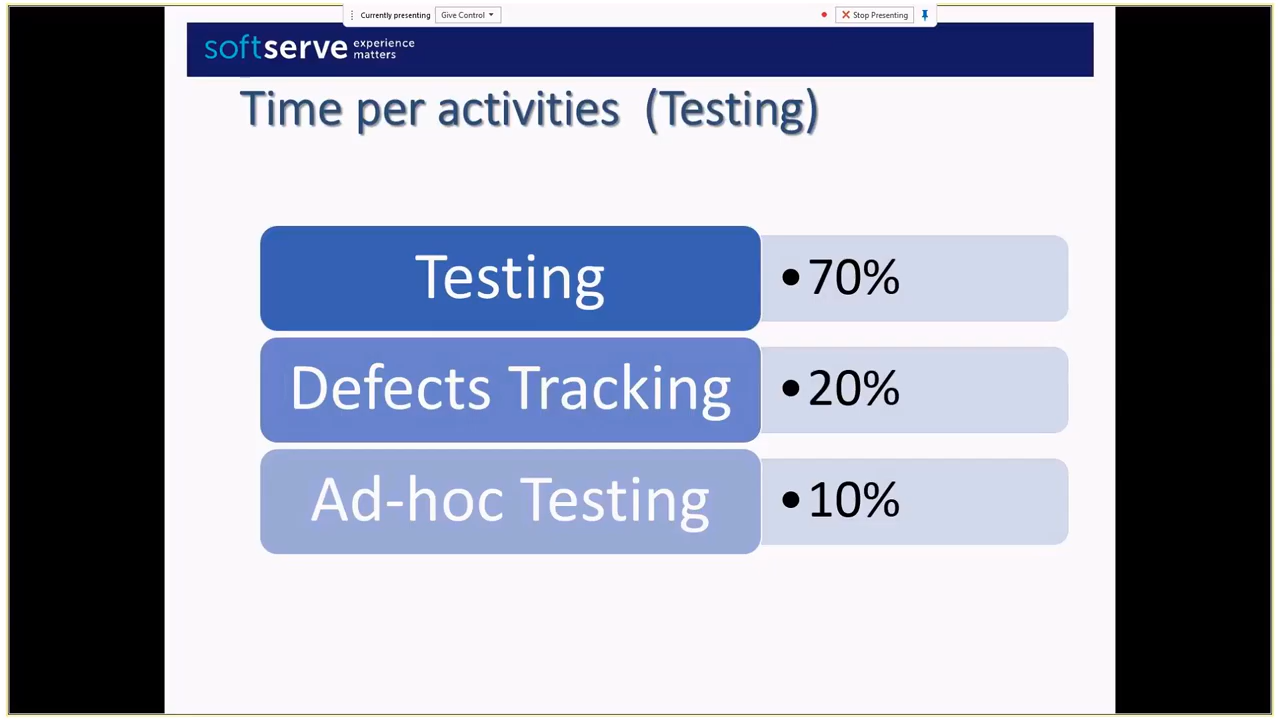 Currently presenting Give Control Stop Presenting
softserve experience matters
Time per activities (Testing)
Testing •70%
Defects Tracking •20%
Ad-hoc Testing •10%